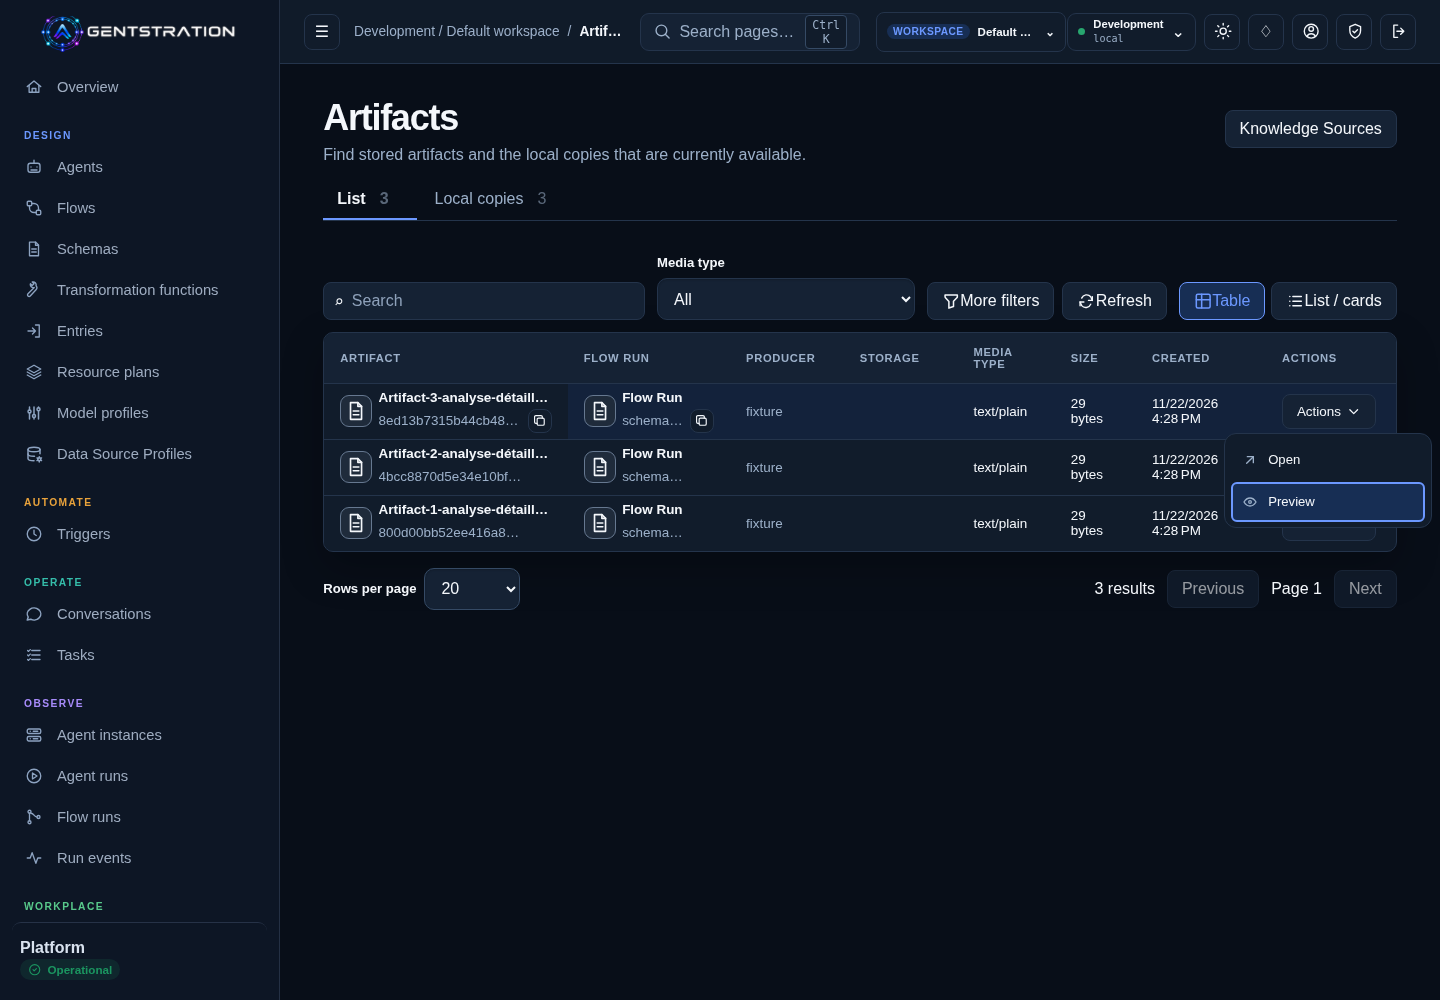 GENTSTRATION
☰
Development / Default workspace / Artif...
Search pages...
Ctrl
K
WORKSPACE Default ...
Development
local
Overview
DESIGN
Agents
Flows
Schemas
Transformation functions
Entries
Resource plans
Model profiles
Data Source Profiles
AUTOMATE
Triggers
OPERATE
Conversations
Tasks
OBSERVE
Agent instances
Agent runs
Flow runs
Run events
WORKPLACE
Platform
Operational
Artifacts
Find stored artifacts and the local copies that are currently available.
Knowledge Sources
List 3
Local copies 3
Media type
Search
All
More filters
Refresh
Table
List / cards
ARTIFACT FLOW RUN PRODUCER STORAGE MEDIA TYPE SIZE CREATED ACTIONS
Artifact-3-analyse-détaill...
8ed13b7315b44cb48...
Flow Run
schema...
fixture
text/plain
29 bytes
11/22/2026
4:28 PM
Actions
Artifact-2-analyse-détaill...
4bcc8870d5e34e10bf...
Flow Run
schema...
fixture
text/plain
29 bytes
11/22/2026
4:28 PM
Artifact-1-analyse-détaill...
800d00bb52ee416a8...
Flow Run
schema...
fixture
text/plain
29 bytes
11/22/2026
4:28 PM
Open
Preview
Rows per page 20
3 results
Previous
Page 1
Next